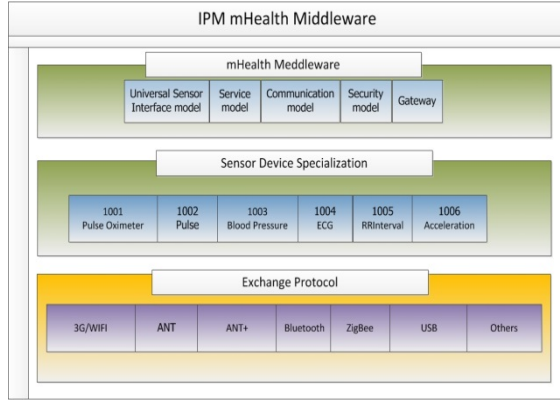 IPM mHealth Middleware
mHealth Meddleware
Universal Sensor Interface model
Service model
Communication model
Security model
Gateway
Sensor Device Specialization
1001 Pulse Oximeter
1002 Pulse
1003 Blood Pressure
1004 ECG
1005 RRInterval
1006 Acceleration
Exchange Protocol
3G/WIFI
ANT
ANT+
Bluetooth
ZigBee
USB
Others